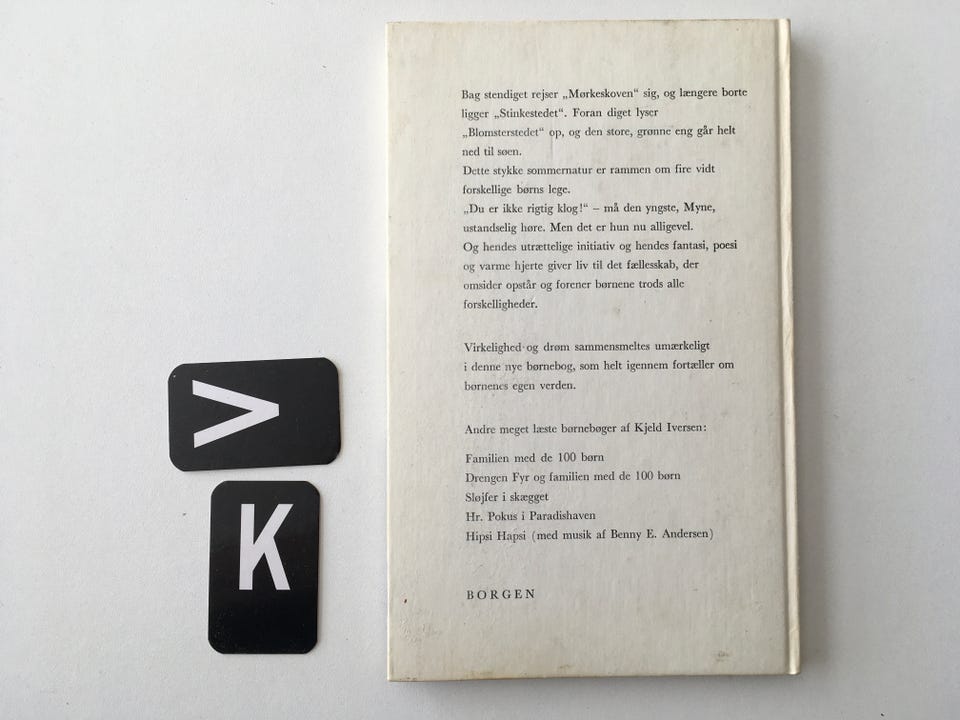 Bag stendiget rejser „Mørkeskoven“ sig, og længere borte
ligger „Stinkestedet“. Foran diget lyser
„Blomsterstedet“ op, og den store, grønne eng går helt
ned til søen.
Dette stykke sommernatur er rammen om fire vidt
forskellige børns lege.
„Du er ikke rigtig klog!“ – må den yngste, Myne,
ustandselig høre. Men det er hun nu alligevel.
Og hendes utrættelige initiativ og hendes fantasi, poesi
og varme hjerte giver liv til det fællesskab, der
omsider opstår og forener børnene trods alle
forskelligheder.
Virkelighed og drøm sammensmeltes umærkeligt
i denne nye børnebog, som helt igennem fortæller om
børnenes egen verden.
Andre meget læste børnebøger af Kjeld Iversen:
Familien med de 100 børn
Drengen Fyr og familien med de 100 børn
Sløjfer i skægget
Hr. Pokus i Paradishaven
Hipsi Hapsi (med musik af Benny E. Andersen)
BORGEN
V
K